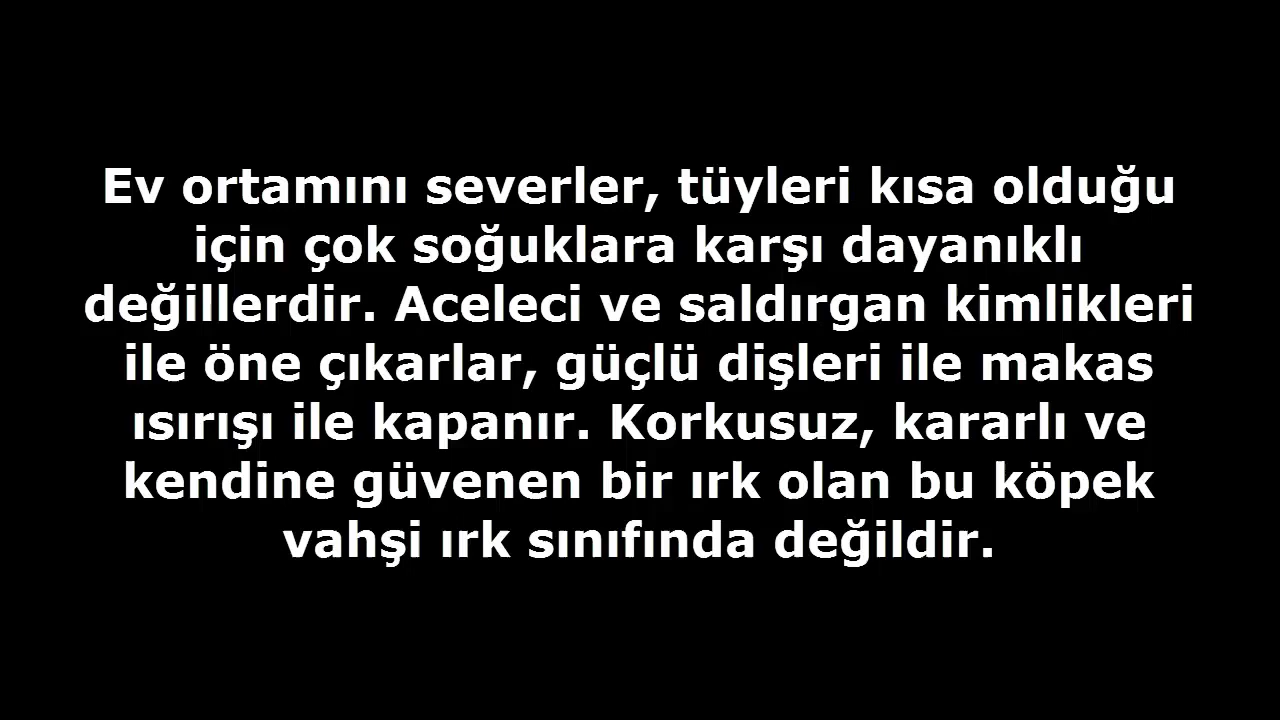 Ev ortamını severler, tüyleri kısa olduğu
için çok soğuklara karşı dayanıklı
değillerdir. Aceleci ve saldırgan kimlikleri
ile öne çıkarlar, güçlü dişleri ile makas
ısırışı ile kapanır. Korkusuz, kararlı ve
kendine güvenen bir ırk olan bu köpek
vahşi ırk sınıfında değildir.